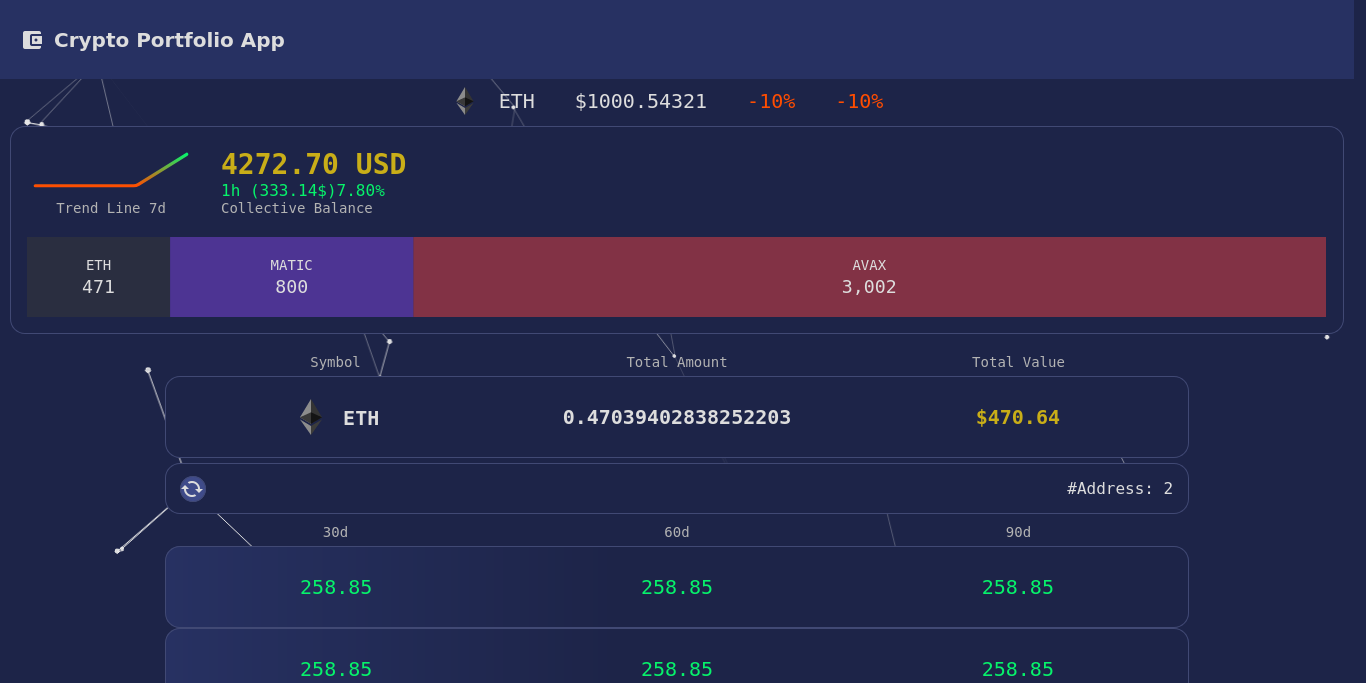 Crypto Portfolio App
ETH $1000.54321 -10% -10%
4272.70 USD
1h (333.14$)7.80%
Trend Line 7d Collective Balance
ETH MATIC AVAX
471 800 3,002
Symbol Total Amount Total Value
ETH 0.47039402838252203 $470.64
#Address: 2
30d 60d 90d
258.85 258.85 258.85
258.85 258.85 258.85